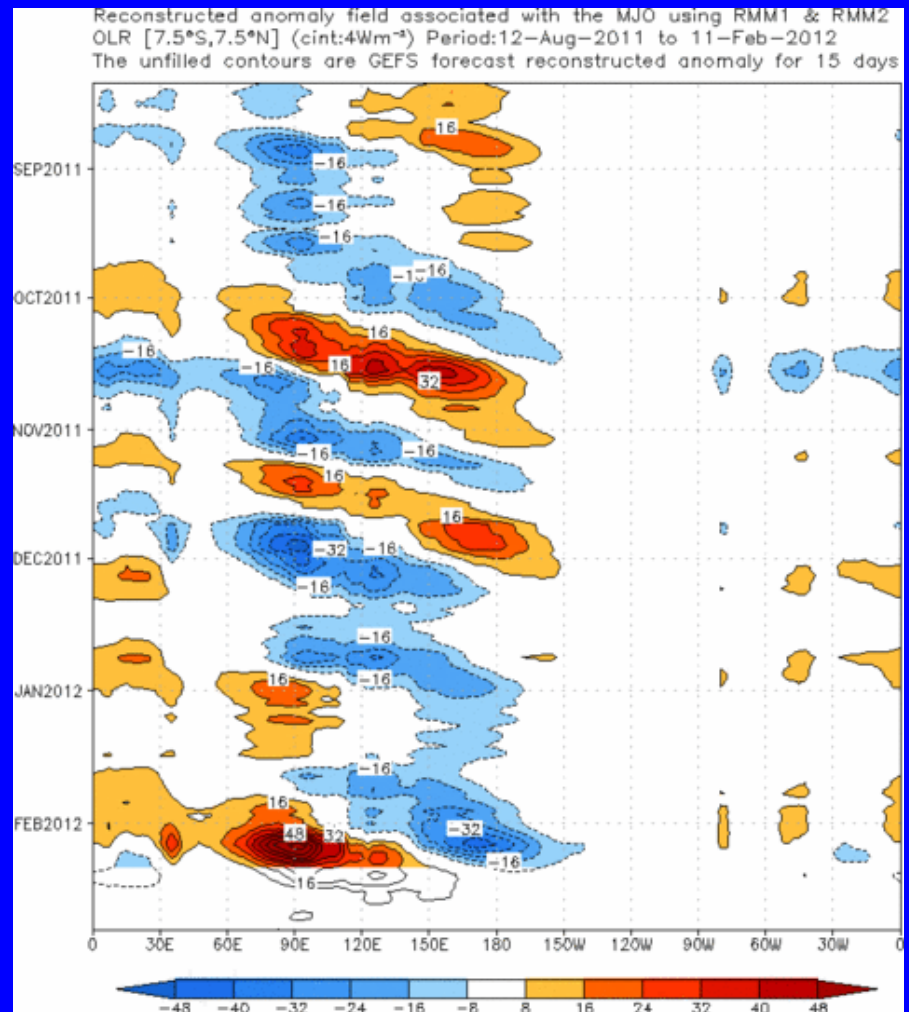 Reconstructed anomaly field associated with the MJO using RMM1 & RMM2
OLR [7.5°S,7.5°N] (cint:4Wm⁻²) Period:12-Aug-2011 to 11-Feb-2012
The unfilled contours are GEFS forecast reconstructed anomaly for 15 days
16
-16
SEP2011
-16
-16
-16
OCT2011
16
-16
16
32
NOV2011
-16
-16
16
16
-32
-16
DEC2011
-16
-16
-16
16
JAN2012
-16
16
FEB2012
-32
48
32
-16
16
0 30E 60E 90E 120E 150E 180 150W 120W 90W 60W 30W 0
-48 -40 -32 -24 -16 -8 8 16 24 32 40 48